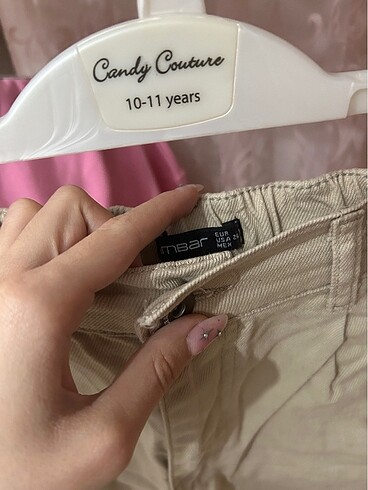 Candy Couture
10-11 years
mBar
EUR
USA
MEX